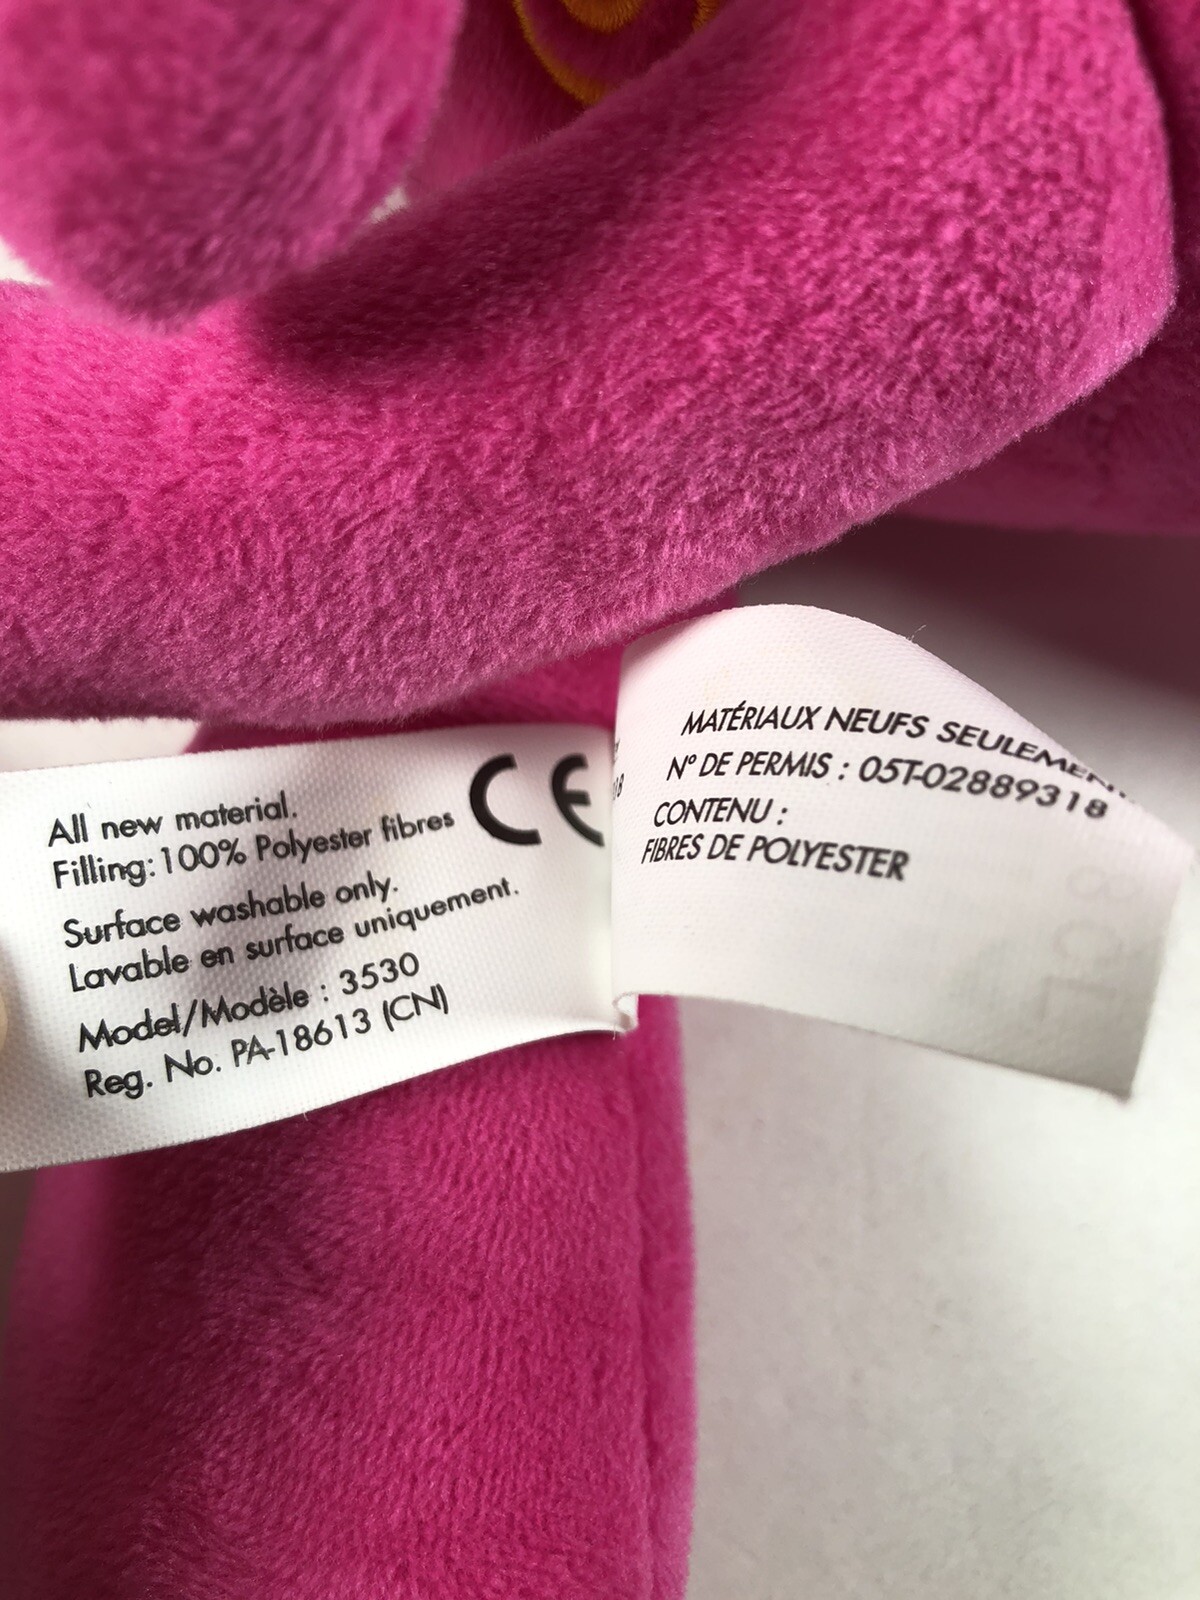 All new material.
Filling: 100% Polyester fibres
CE
Surface washable only.
Lavable en surface uniquement.
Model/Modèle : 3530
Reg. No. PA-18613 (CN)
MATÉRIAUX NEUFS SEULEMENT
N° DE PERMIS : 05T-02889318
CONTENU :
FIBRES DE POLYESTER